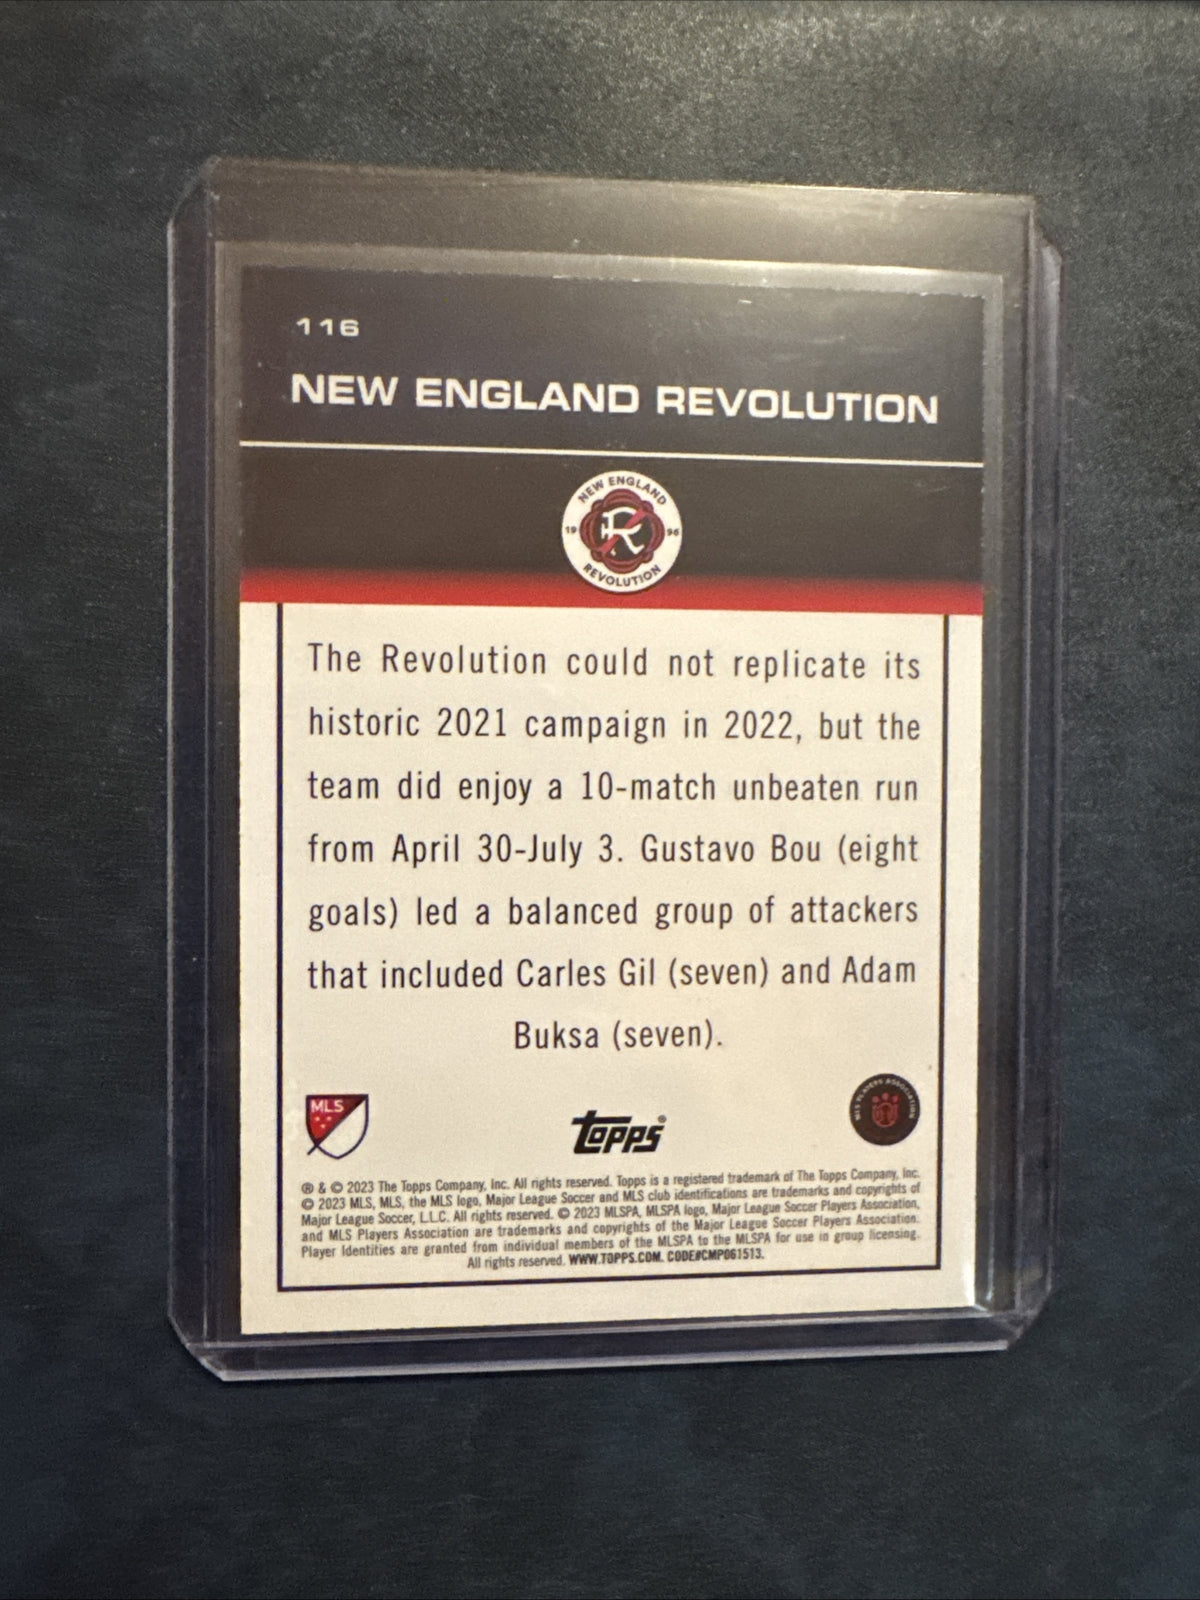 116
NEW ENGLAND REVOLUTION
NEW ENGLAND
19 96
REVOLUTION
The Revolution could not replicate its
historic 2021 campaign in 2022, but the
team did enjoy a 10-match unbeaten run
from April 30-July 3. Gustavo Bou (eight
goals) led a balanced group of attackers
that included Carles Gil (seven) and Adam
Buksa (seven).
MLS
topps®
MLS PLAYERS ASSOCIATION
® & © 2023 The Topps Company, Inc. All rights reserved. Topps is a registered trademark of The Topps Company, Inc.
© 2023 MLS, MLS, the MLS logo, Major League Soccer and MLS club identifications are trademarks and copyrights of
Major League Soccer, L.L.C. All rights reserved. © 2023 MLSPA, MLSPA logo, Major League Soccer Players Association,
and MLS Players Association are trademarks and copyrights of the Major League Soccer Players Association.
Player Identities are granted from individual members of the MLSPA to the MLSPA for use in group licensing.
All rights reserved. WWW.TOPPS.COM. CODE#CMP061513.